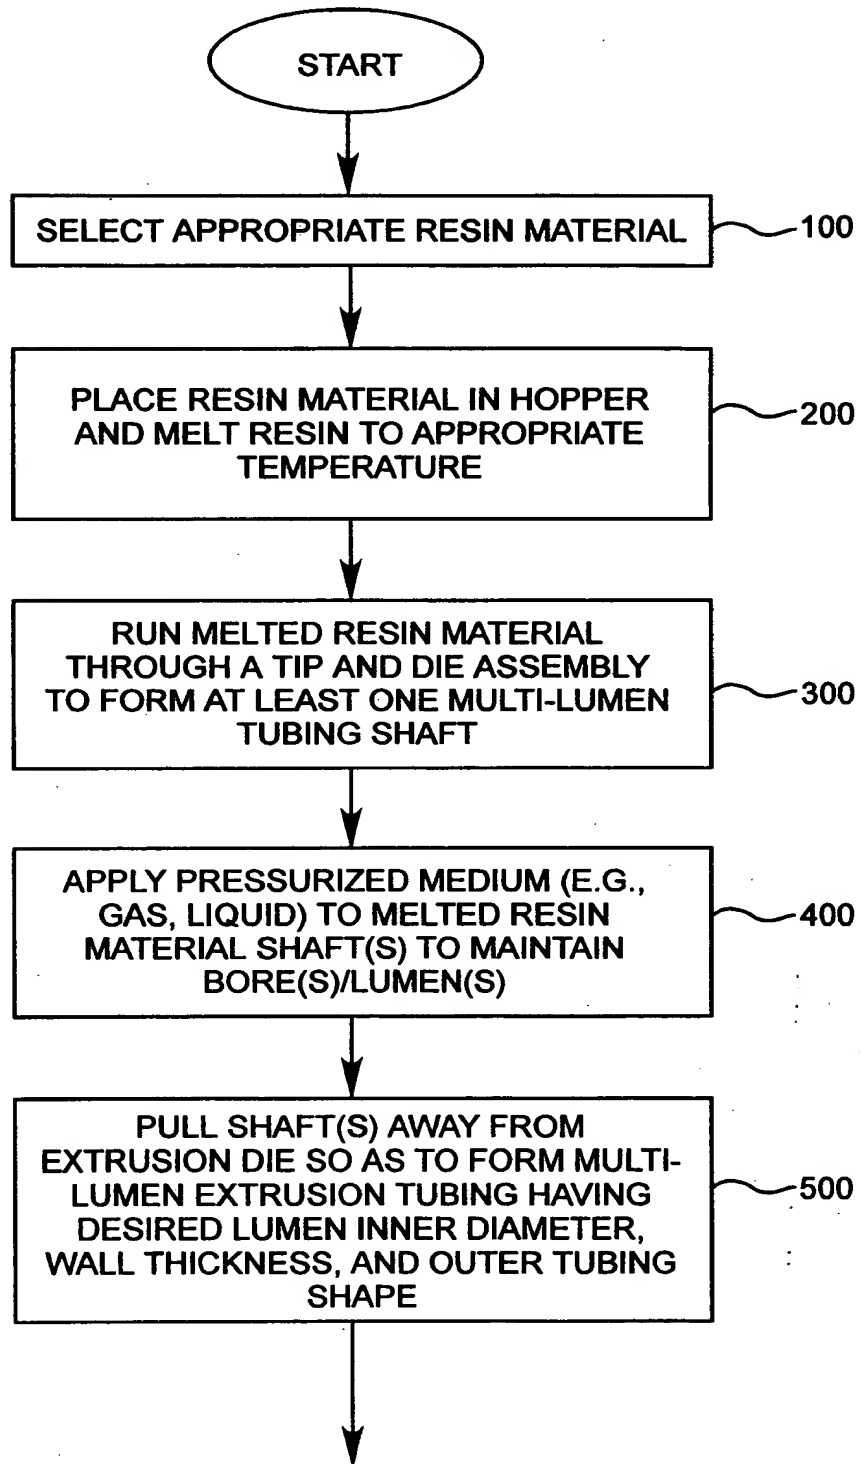 START
SELECT APPROPRIATE RESIN MATERIAL
100
PLACE RESIN MATERIAL IN HOPPER
AND MELT RESIN TO APPROPRIATE
TEMPERATURE
200
RUN MELTED RESIN MATERIAL
THROUGH A TIP AND DIE ASSEMBLY
TO FORM AT LEAST ONE MULTI-LUMEN
TUBING SHAFT
300
APPLY PRESSURIZED MEDIUM (E.G.,
GAS, LIQUID) TO MELTED RESIN
MATERIAL SHAFT(S) TO MAINTAIN
BORE(S)/LUMEN(S)
400
PULL SHAFT(S) AWAY FROM
EXTRUSION DIE SO AS TO FORM MULTI-
LUMEN EXTRUSION TUBING HAVING
DESIRED LUMEN INNER DIAMETER,
WALL THICKNESS, AND OUTER TUBING
SHAPE
500